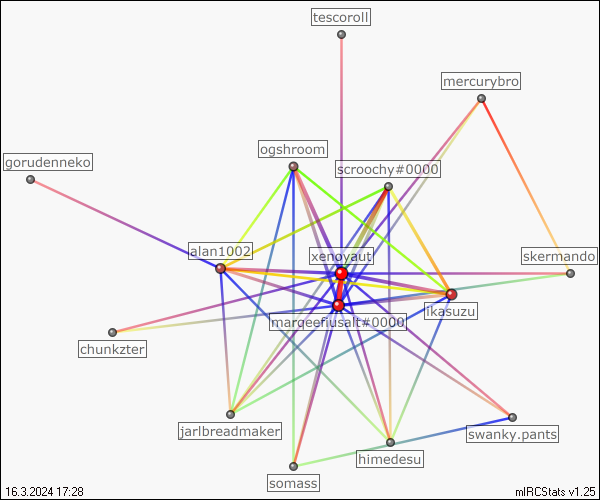 tescoroll
mercurybro
ogshroom
gorudenneko
scroochy#0000
alan1002
xenoyaut
skermando
ikasuzu
marqeefiusalt#0000
chunkzter
jarlbreadmaker
swanky.pants
himedesu
somass
16.3.2024 17:28
mIRCStats v1.25